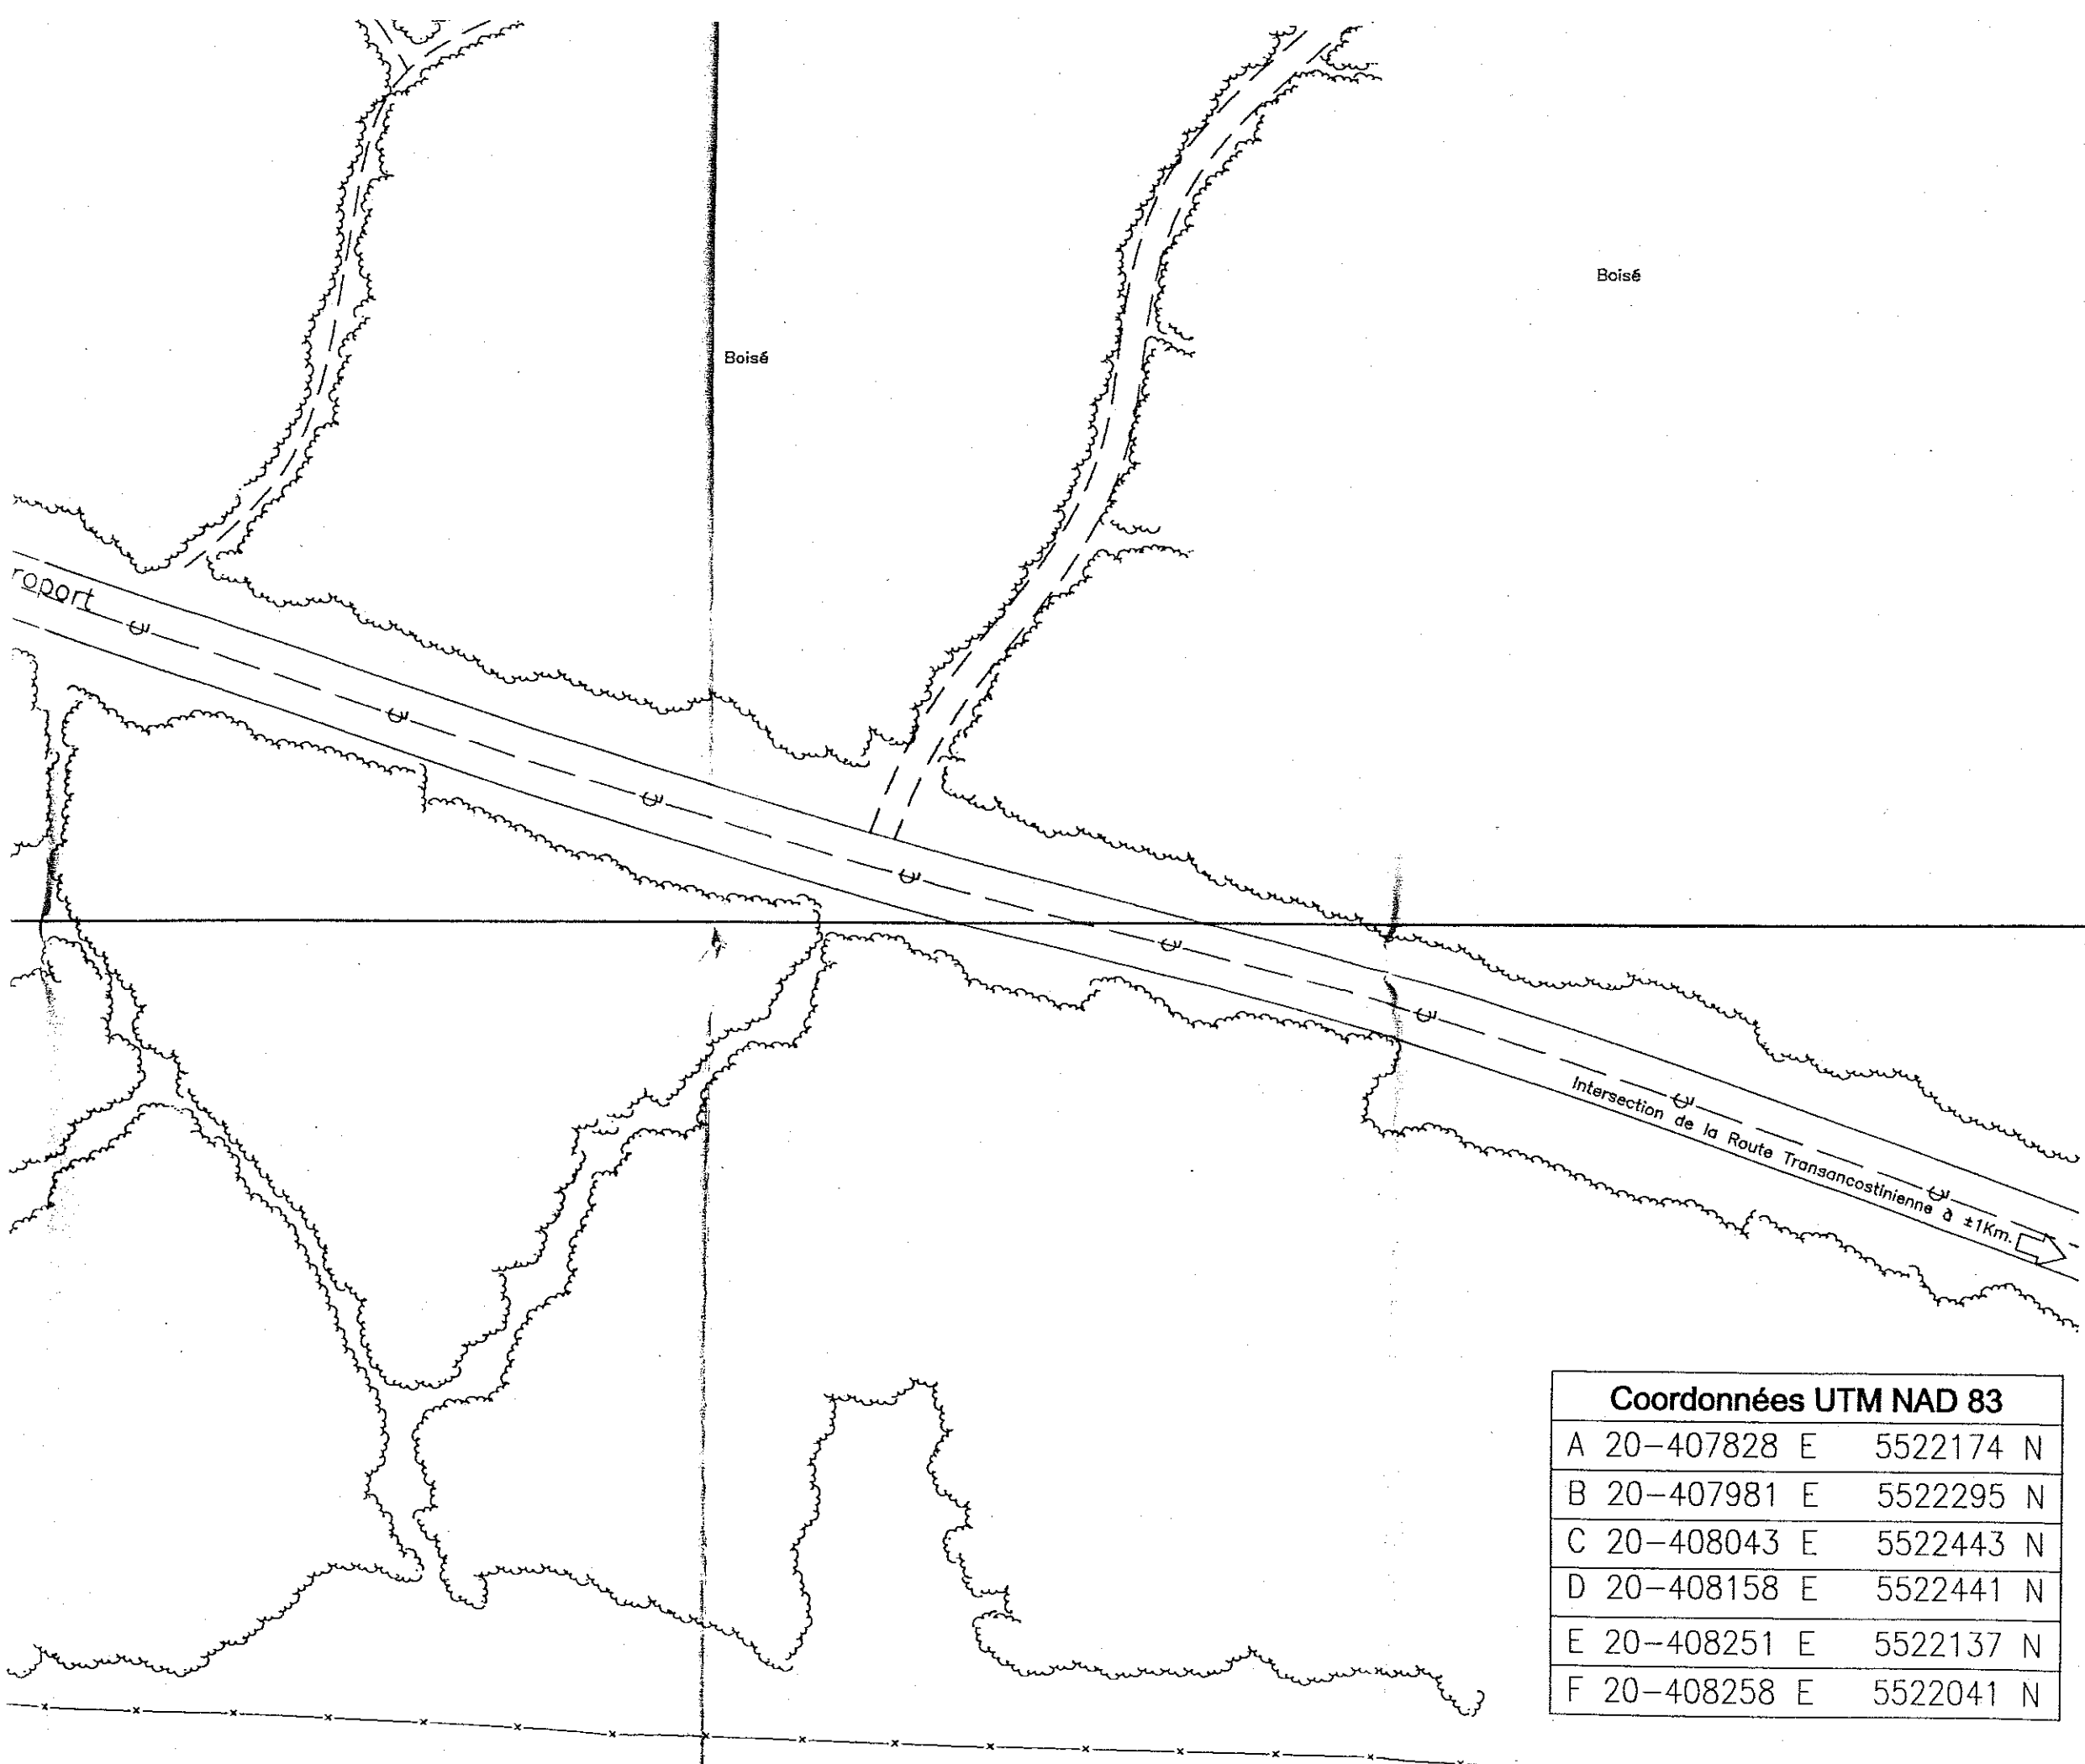 Boisé
Boisé
roport
Intersection de la Route Transancostinienne à ±1Km.
Coordonnées UTM NAD 83
A 20-407828 E 5522174 N
B 20-407981 E 5522295 N
C 20-408043 E 5522443 N
D 20-408158 E 5522441 N
E 20-408251 E 5522137 N
F 20-408258 E 5522041 N